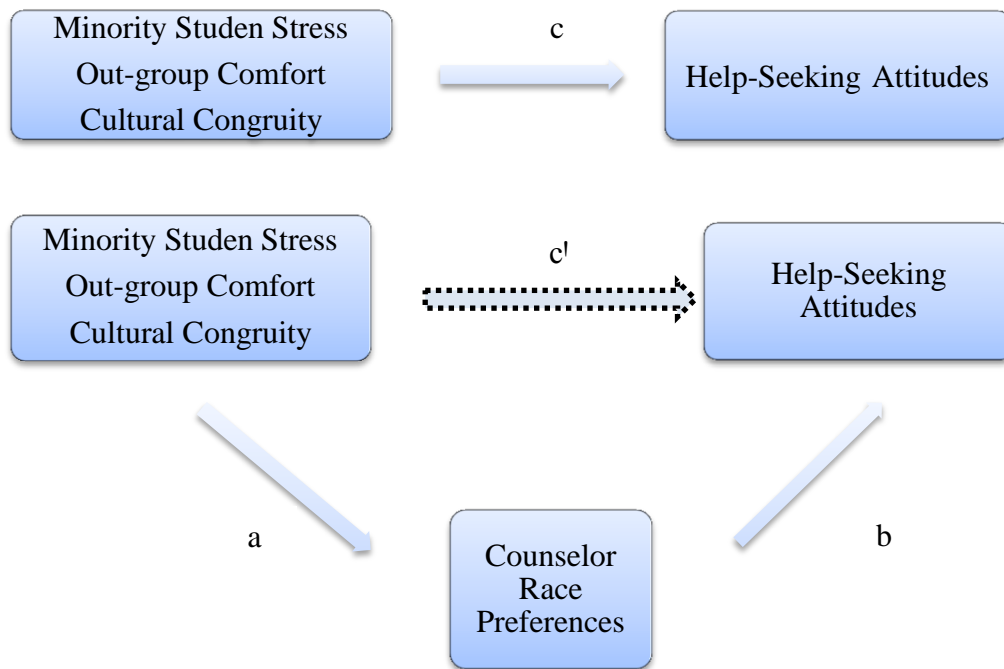 Minority Studen Stress
Out-group Comfort
Cultural Congruity
c
Help-Seeking Attitudes
Minority Studen Stress
Out-group Comfort
Cultural Congruity
c'
Help-Seeking
Attitudes
a
Counselor
Race
Preferences
b